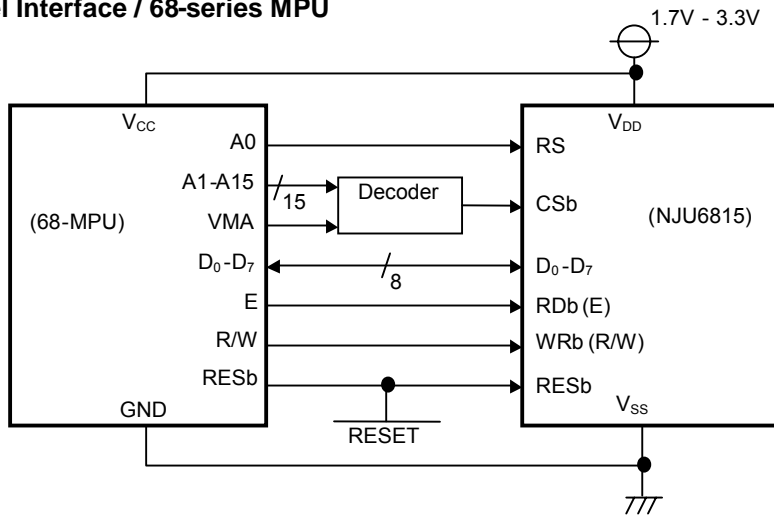 el Interface / 68-series MPU
1.7V - 3.3V
VCC
VDD
A0
RS
A1-A15
15
Decoder
(68-MPU)
VMA
CSb
(NJU6815)
D0-D7
8
D0-D7
E
RDb (E)
R/W
WRb (R/W)
RESb
RESb
GND
RESET
VSS